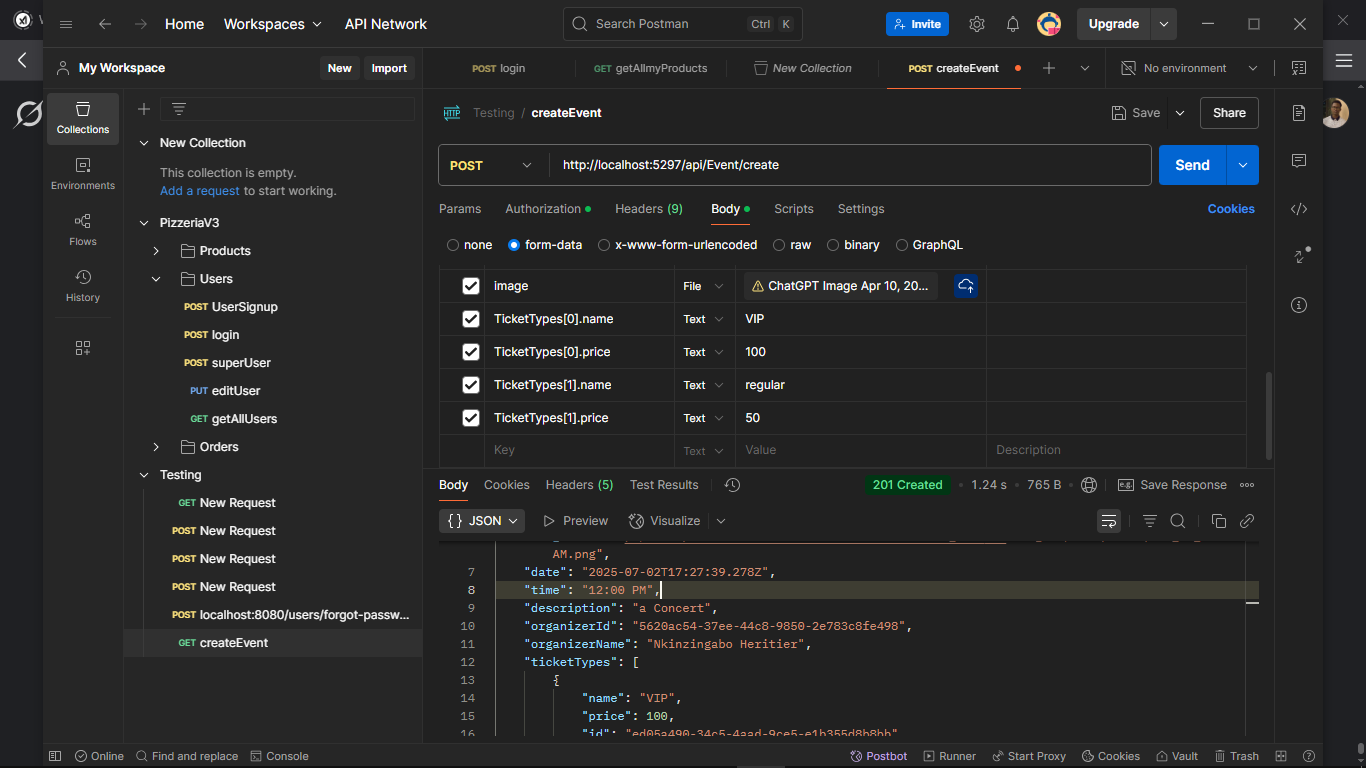 Home Workspaces API Network Search Postman Ctrl K Invite Upgrade
My Workspace New Import
POST login GET getAllmyProducts New Collection POST createEvent No environment
Collections
Environments
Flows
History
New Collection
This collection is empty.
Add a request to start working.
PizzeriaV3
Products
Users
POST UserSignup
POST login
POST superUser
PUT editUser
GET getAllUsers
Orders
Testing
GET New Request
POST New Request
POST New Request
POST New Request
POST localhost:8080/users/forgot-passw...
GET createEvent
HTTP Testing / createEvent Save Share
POST http://localhost:5297/api/Event/create Send
Params Authorization Headers (9) Body Scripts Settings Cookies
none form-data x-www-form-urlencoded raw binary GraphQL
image File ChatGPT Image Apr 10, 20...
TicketTypes[0].name Text VIP
TicketTypes[0].price Text 100
TicketTypes[1].name Text regular
TicketTypes[1].price Text 50
Key Text Value Description
Body Cookies Headers (5) Test Results 201 Created • 1.24 s • 765 B e.g. Save Response
{} JSON Preview Visualize
AM.png",
7 "date": "2025-07-02T17:27:39.278Z",
8 "time": "12:00 PM",
9 "description": "a Concert",
10 "organizerId": "5620ac54-37ee-44c8-9850-2e783c8fe498",
11 "organizerName": "Nkinzingabo Heritier",
12 "ticketTypes": [
13 {
14 "name": "VIP",
15 "price": 100,
16 "id": "ed05a490-34c5-4aad-9ce5-e1b355d8b8bb"
Online Find and replace Console Postbot Runner Start Proxy Cookies Vault Trash